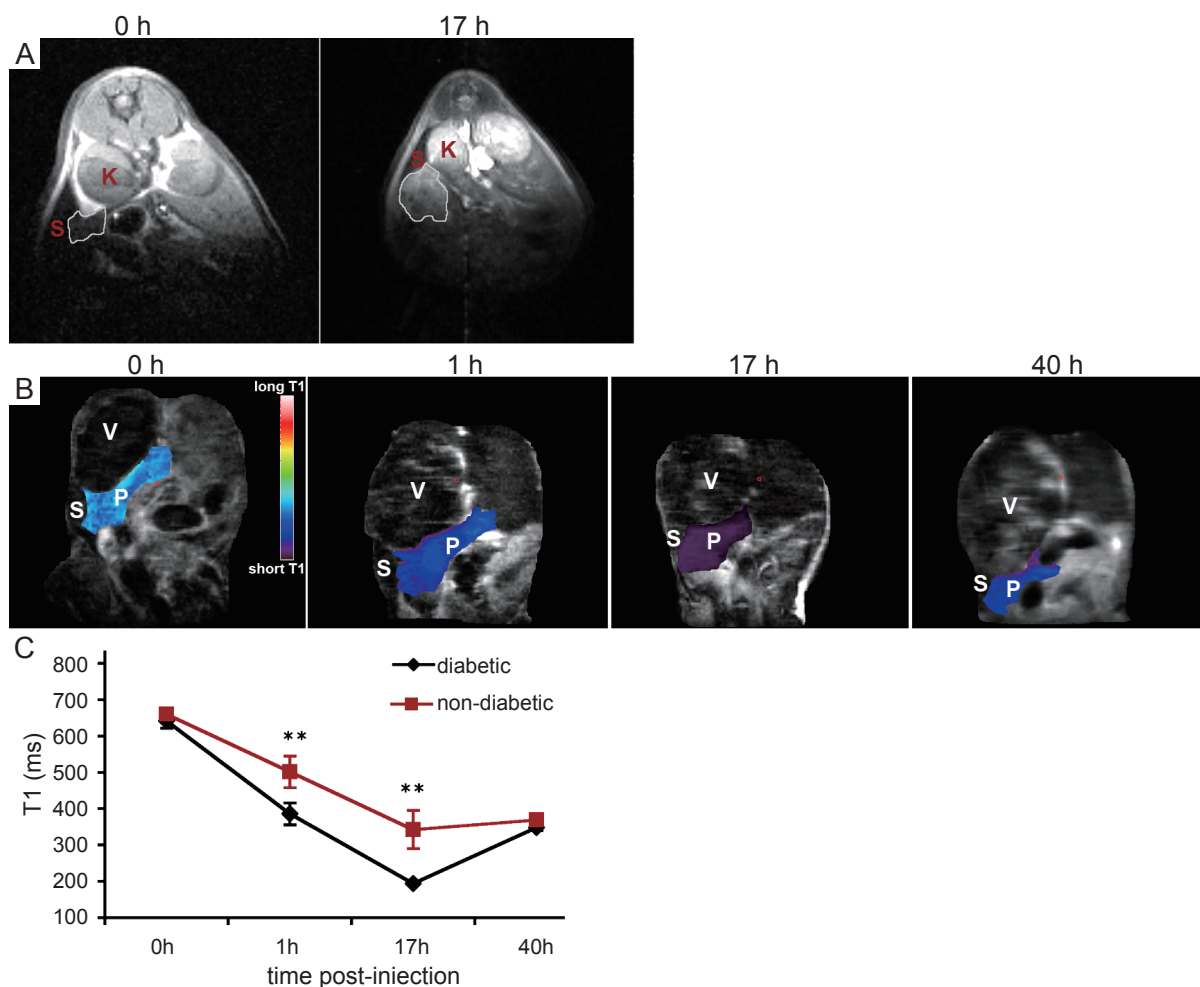 0 h 17 h
A
K
S
K
S
0 h 1 h 17 h 40 h
B
long T1
short T1
V
P
S
V
P
S
V
P
S
V
P
S
C
diabetic
non-diabetic
800
700
600
500
400
300
200
100
T1 (ms)
**
**
0h 1h 17h 40h
time post-injection